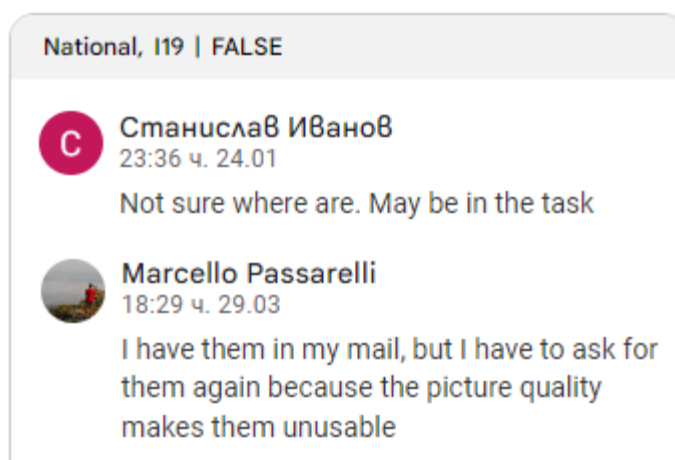 National, I19 | FALSE
С
Станислав Иванов
23:36 ч. 24.01
Not sure where are. May be in the task
Marcello Passarelli
18:29 ч. 29.03
I have them in my mail, but I have to ask for
them again because the picture quality
makes them unusable